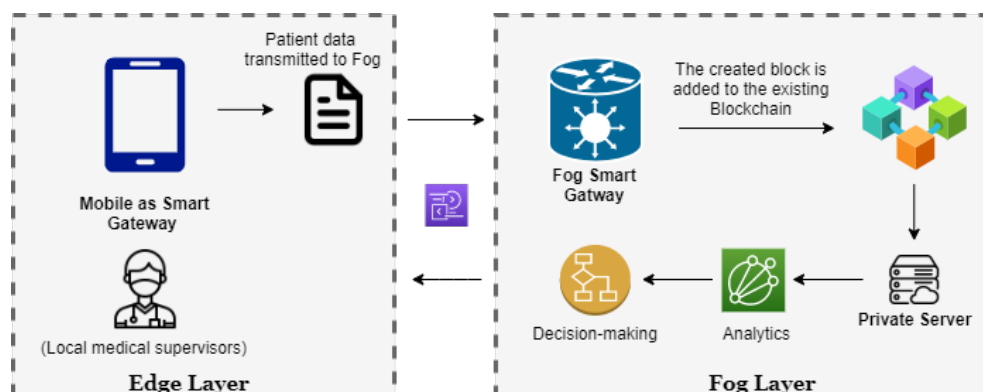 Patient data
transmitted to Fog
Mobile as Smart
Gateway
(Local medical supervisors)
Edge Layer
The created block is
added to the existing
Blockchain
Fog Smart
Gatway
Private Server
Analytics
Decision-making
Fog Layer